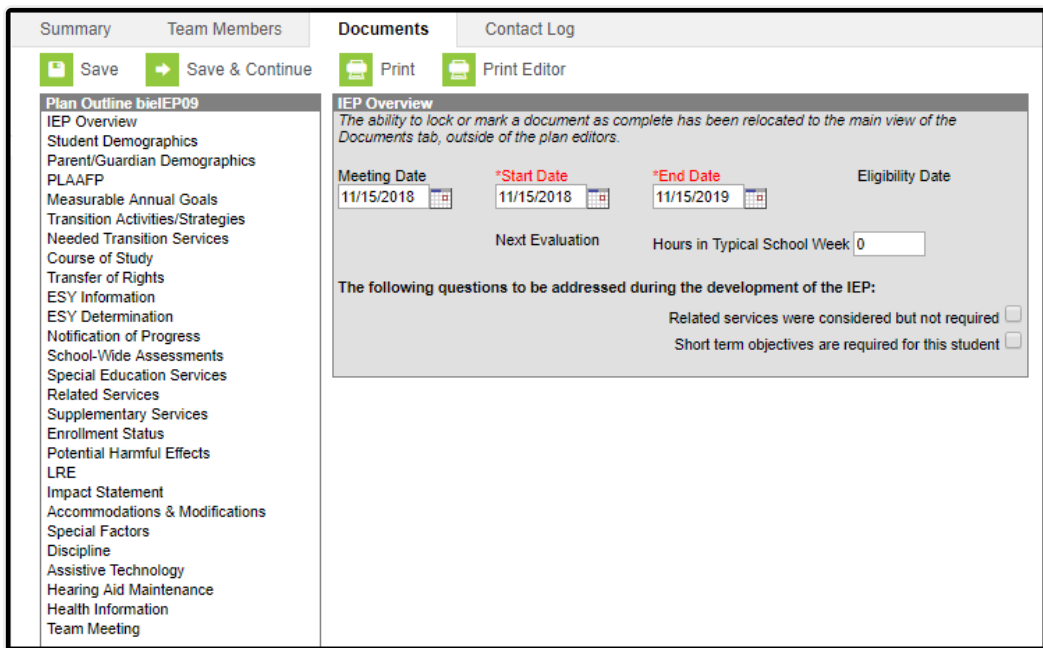 Summary Team Members Documents Contact Log
Save Save & Continue Print Print Editor
Plan Outline bieIEP09
IEP Overview
Student Demographics
Parent/Guardian Demographics
PLAAFP
Measurable Annual Goals
Transition Activities/Strategies
Needed Transition Services
Course of Study
Transfer of Rights
ESY Information
ESY Determination
Notification of Progress
School-Wide Assessments
Special Education Services
Related Services
Supplementary Services
Enrollment Status
Potential Harmful Effects
LRE
Impact Statement
Accommodations & Modifications
Special Factors
Discipline
Assistive Technology
Hearing Aid Maintenance
Health Information
Team Meeting
IEP Overview
The ability to lock or mark a document as complete has been relocated to the main view of the
Documents tab, outside of the plan editors.
Meeting Date *Start Date *End Date Eligibility Date
11/15/2018 11/15/2018 11/15/2019
Next Evaluation Hours in Typical School Week 0
The following questions to be addressed during the development of the IEP:
Related services were considered but not required
Short term objectives are required for this student